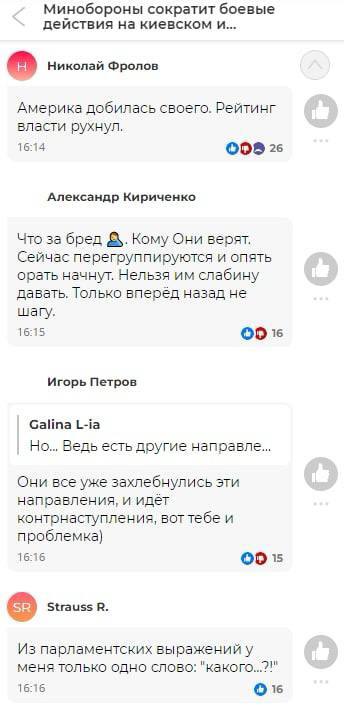 Минобороны сократит боевые
действия на киевском и...
Н
Николай Фролов
Америка добилась своего. Рейтинг
власти рухнул.
16:14
26
Александр Кириченко
Что за бред 🤦. Кому Они верят.
Сейчас перегруппируются и опять
орать начнут. Нельзя им слабину
давать. Только вперёд назад не
шагу.
16:15
16
Игорь Петров
Galina L-ia
Но... Ведь есть другие направле...
Они все уже захлебнулись эти
направления, и идёт
контрнаступления, вот тебе и
проблемка)
16:16
15
SR
Strauss R.
Из парламентских выражений у
меня только одно слово: "какого...?!"
16:16
16